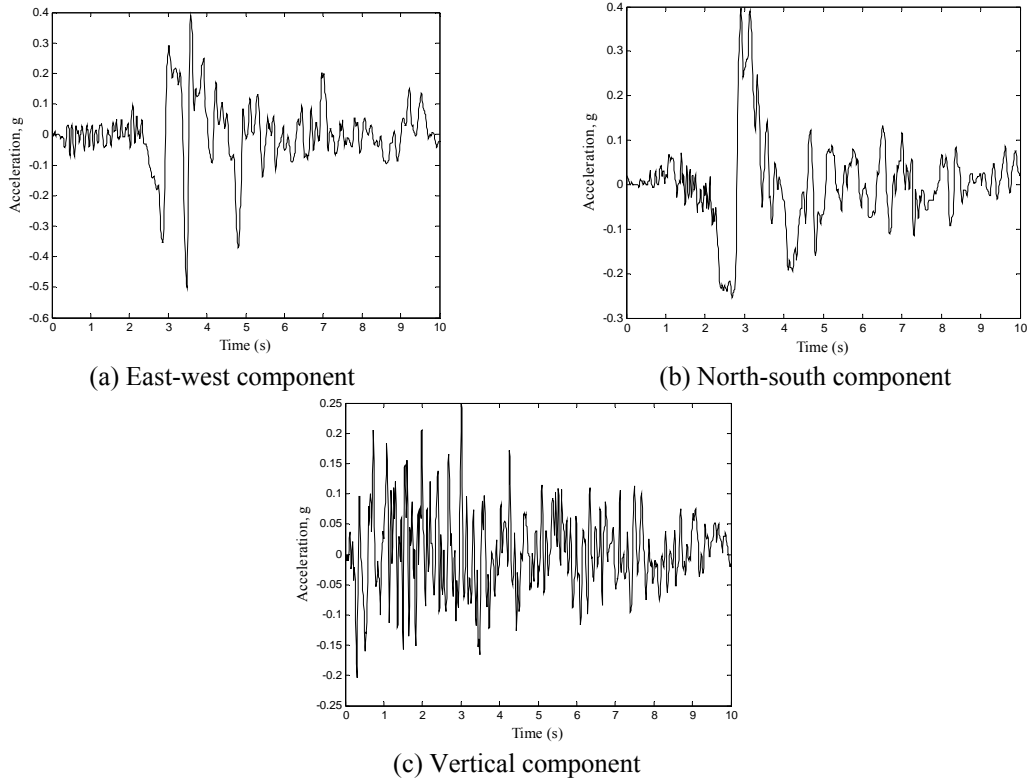 0.4
0.3
0.2
0.1
0
-0.1
-0.2
-0.3
-0.4
-0.5
-0.6
Acceleration, g
0 1 2 3 4 5 6 7 8 9 10
Time (s)
(a) East-west component
0.4
0.3
0.2
0.1
0
-0.1
-0.2
-0.3
Acceleration, g
0 1 2 3 4 5 6 7 8 9 10
Time (s)
(b) North-south component
0.25
0.2
0.15
0.1
0.05
0
-0.05
-0.1
-0.15
-0.2
-0.25
Acceleration, g
0 1 2 3 4 5 6 7 8 9 10
Time (s)
(c) Vertical component